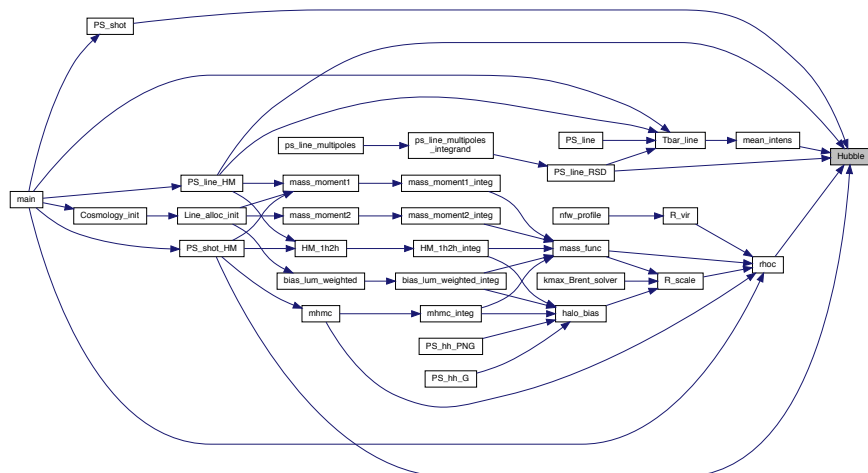 PS_shot
ps_line_multipoles
ps_line_multipoles
_integrand
PS_line
Tbar_line
mean_intens
Hubble
PS_line_RSD
main
PS_line_HM
mass_moment1
mass_moment1_integ
Cosmology_init
Line_alloc_init
mass_moment2
mass_moment2_integ
nfw_profile
R_vir
PS_shot_HM
HM_1h2h
HM_1h2h_integ
mass_func
rhoc
bias_lum_weighted
bias_lum_weighted_integ
kmax_Brent_solver
R_scale
mhmc
mhmc_integ
halo_bias
PS_hh_PNG
PS_hh_G